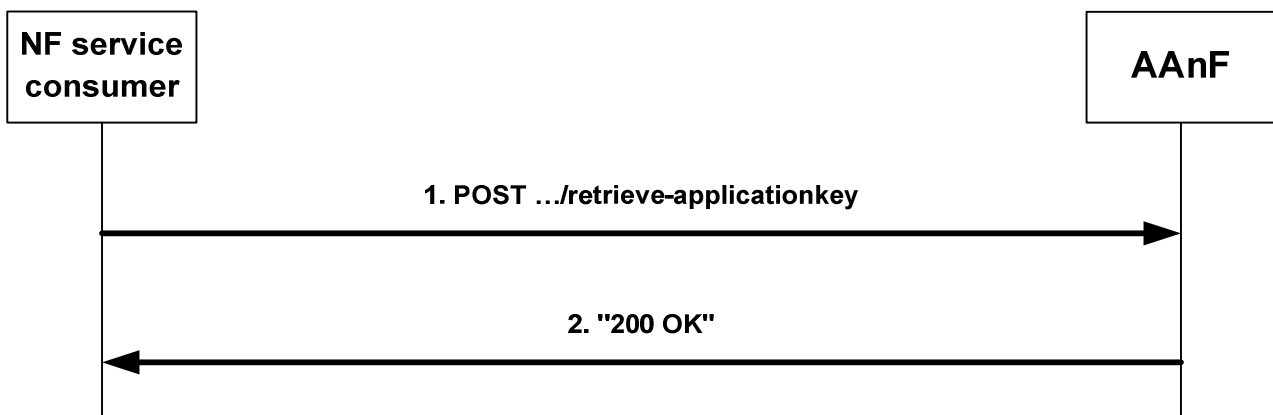 NF service
consumer
AAnF
1. POST …/retrieve-applicationkey
2. "200 OK"